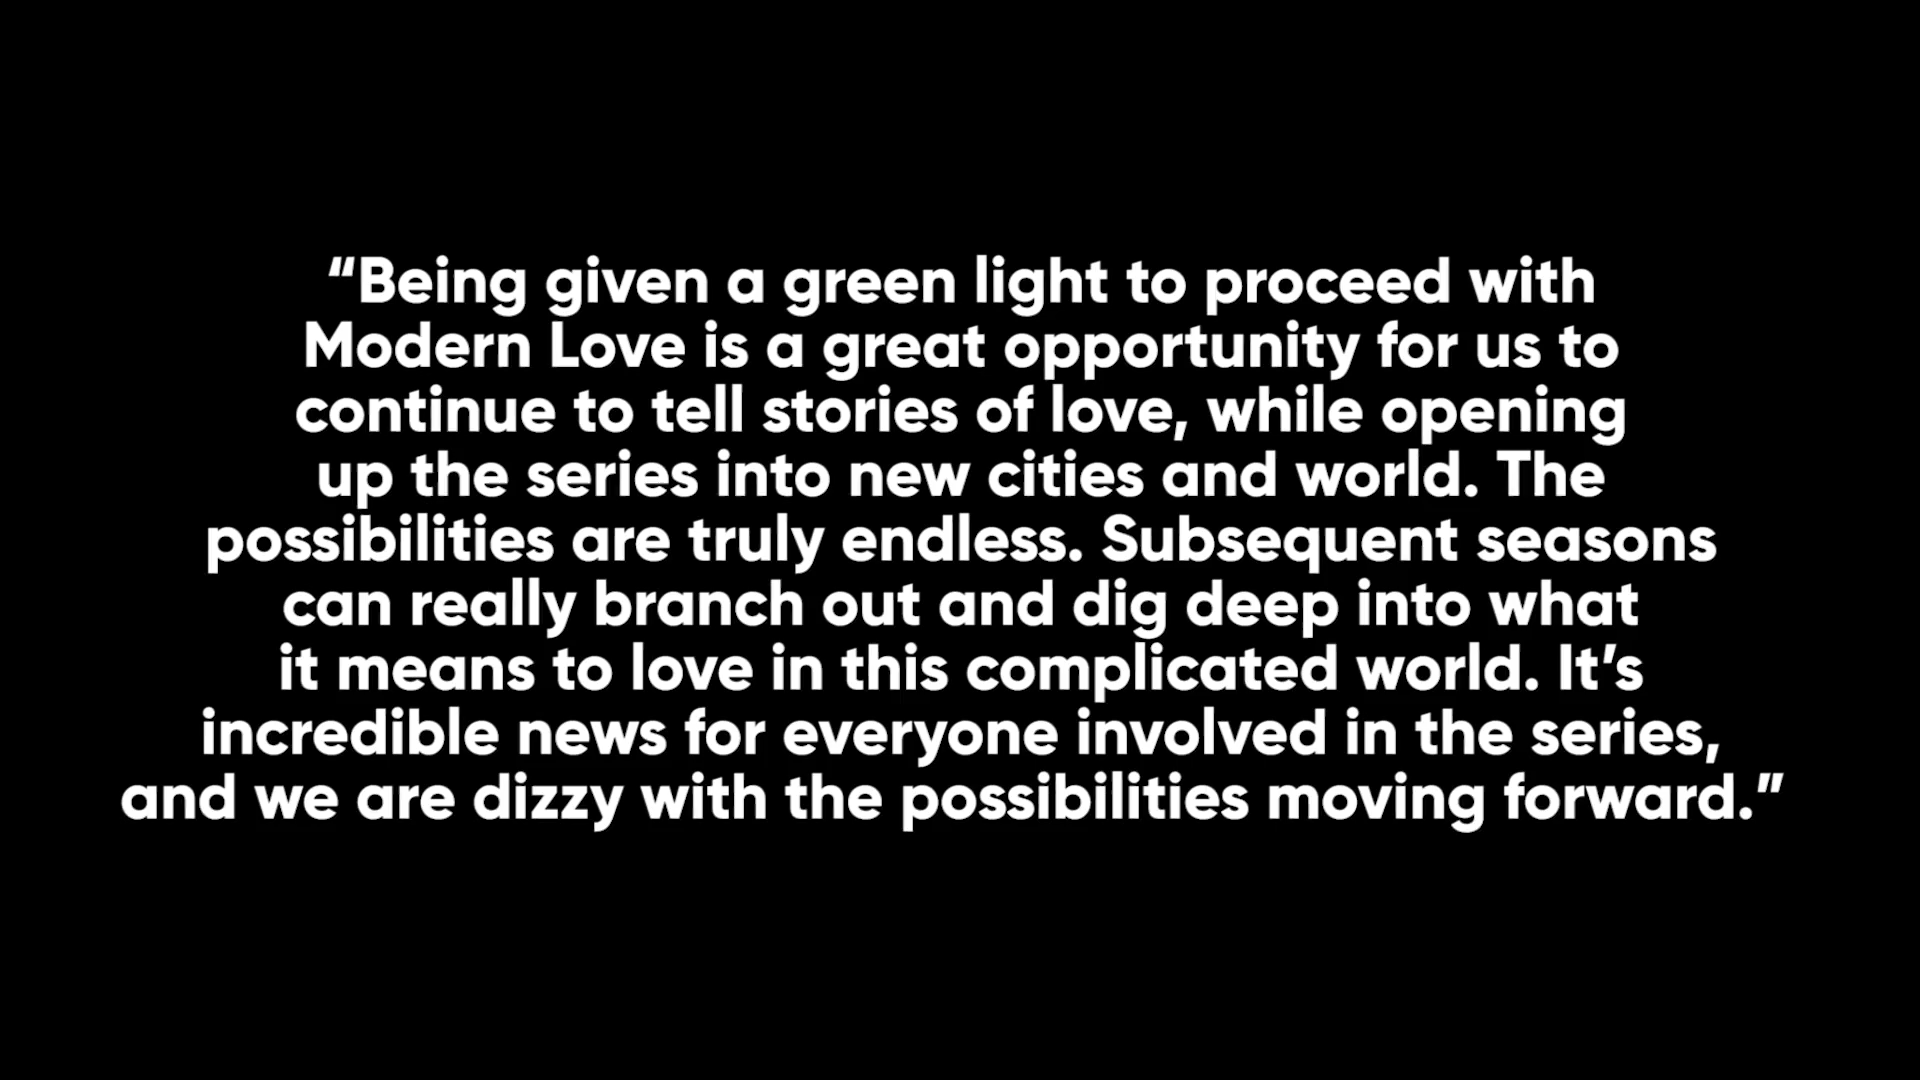 “Being given a green light to proceed with
Modern Love is a great opportunity for us to
continue to tell stories of love, while opening
up the series into new cities and world. The
possibilities are truly endless. Subsequent seasons
can really branch out and dig deep into what
it means to love in this complicated world. It’s
incredible news for everyone involved in the series,
and we are dizzy with the possibilities moving forward.”